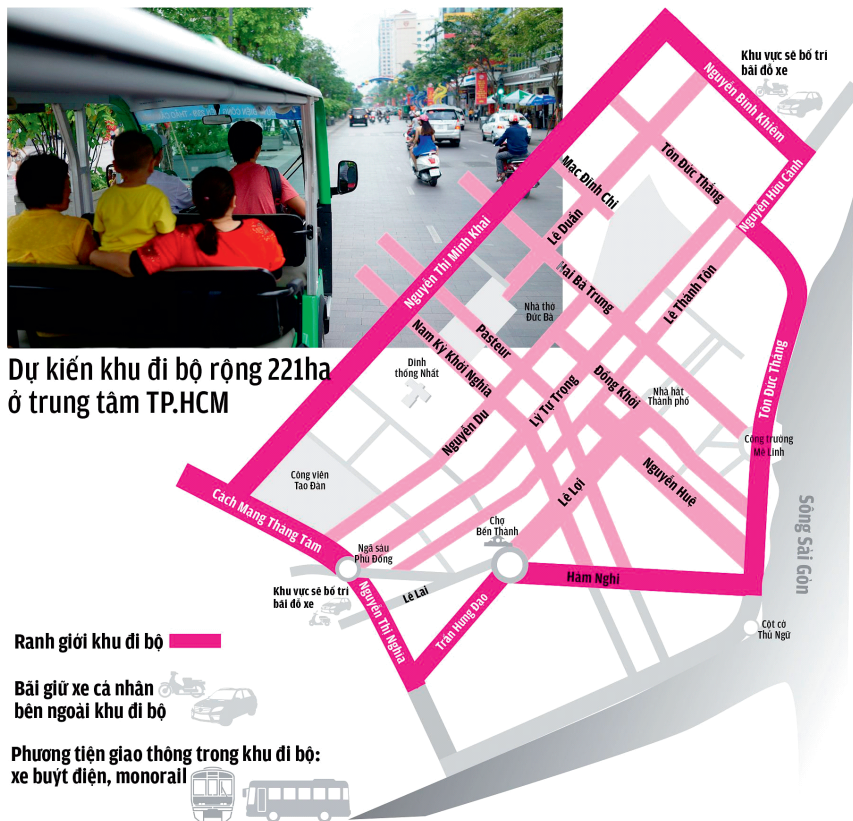 Khu vực sẽ bố trí
bãi đỗ xe
Nguyễn Bỉnh Khiêm
Tôn Đức Thắng
Nguyễn Hữu Cảnh
Mạc Đĩnh Chi
Lê Duẩn
Nguyễn Thị Minh Khai
Mai Bà Trưng
Lê Thánh Tôn
Nhà thờ
Đức Bà
Pasteur
Nam Kỳ Khởi Nghĩa
Dinh
thống Nhất
Dự kiến khu đi bộ rộng 221ha
ở trung tâm TP.HCM
Đồng Khởi
Lý Tự Trọng
Nhà hát
Thành phố
Tôn Đức Thắng
Nguyễn Du
Công trường
Mê Linh
Công viên
Tao Đàn
Nguyễn Huệ
Lê Lợi
Sông Sài Gòn
Cách Mạng Tháng Tám
Chợ
Bến Thành
Ngã sáu
Phù Đổng
Hàm Nghi
Khu vực sẽ bố trí
bãi đỗ xe
Lê Lai
Nguyễn Thị Nghĩa
Trần Hưng Đạo
Cột cờ
Thủ Ngữ
Ranh giới khu đi bộ
Bãi giữ xe cá nhân
bên ngoài khu đi bộ
Phương tiện giao thông trong khu đi bộ:
xe buýt điện, monorail